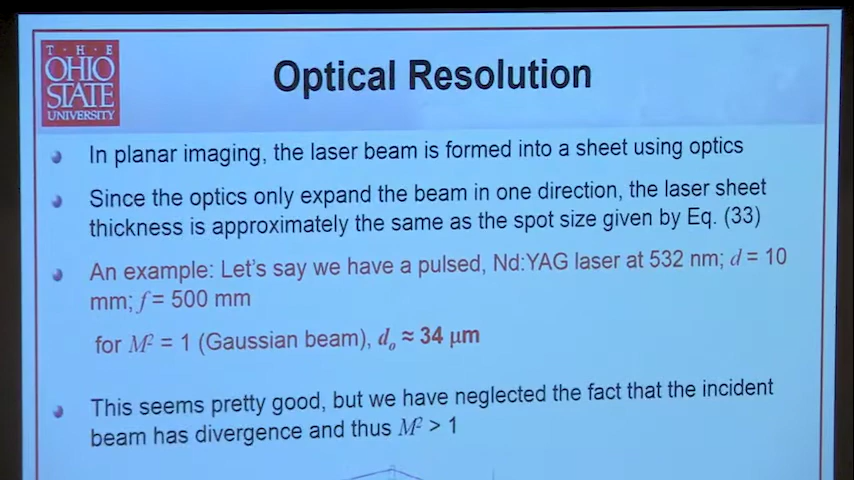 T · H · E
OHIO
STATE
UNIVERSITY
Optical Resolution
In planar imaging, the laser beam is formed into a sheet using optics
Since the optics only expand the beam in one direction, the laser sheet
thickness is approximately the same as the spot size given by Eq. (33)
An example: Let's say we have a pulsed, Nd:YAG laser at 532 nm; d = 10
mm; f = 500 mm
for M² = 1 (Gaussian beam), dₒ ≈ 34 µm
This seems pretty good, but we have neglected the fact that the incident
beam has divergence and thus M² > 1